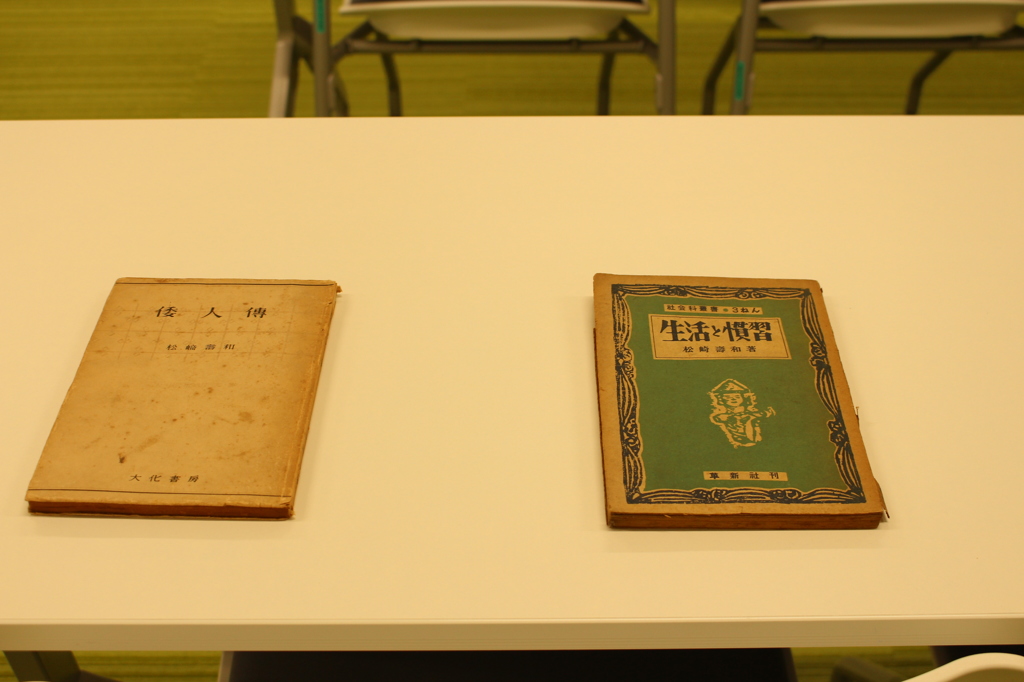 倭人傳
松崎壽和
大化書房
社会科叢書・3ねん
生活と慣習
松崎壽和著
革新社刊